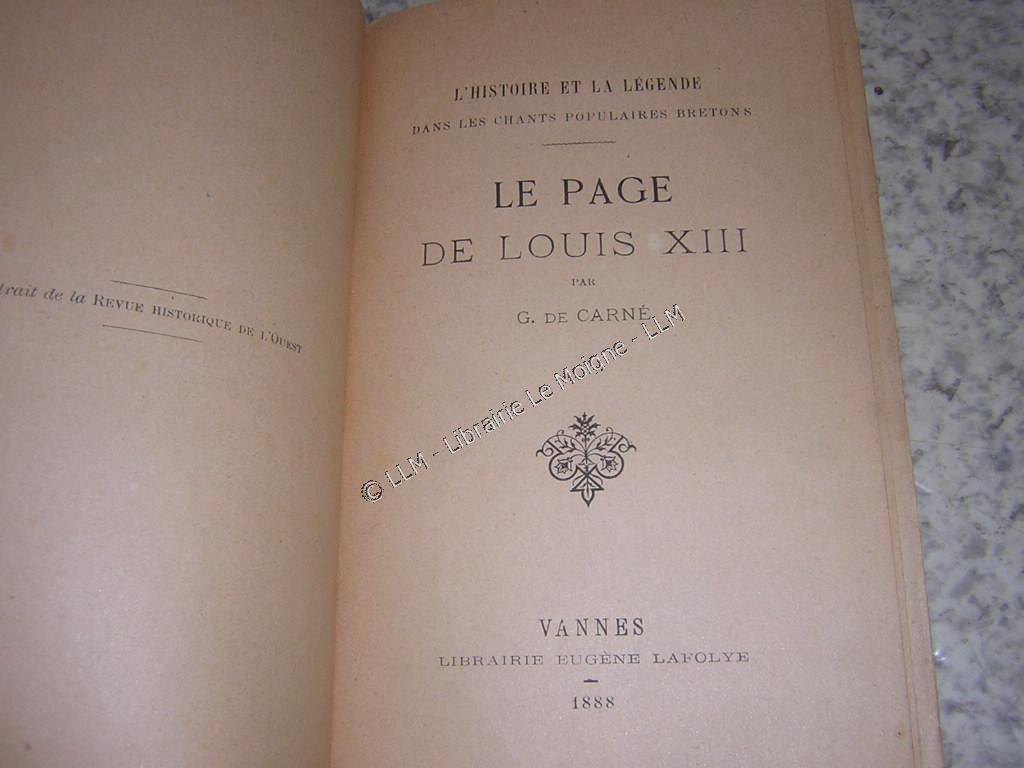 trait de la REVUE HISTORIQUE DE L'OUEST
L'HISTOIRE ET LA LÉGENDE
DANS LES CHANTS POPULAIRES BRETONS
LE PAGE
DE LOUIS XIII
PAR
G. DE CARNÉ
© LLM - Librairie Le Moigne - LLM
VANNES
LIBRAIRIE EUGÈNE LAFOLYE
1888